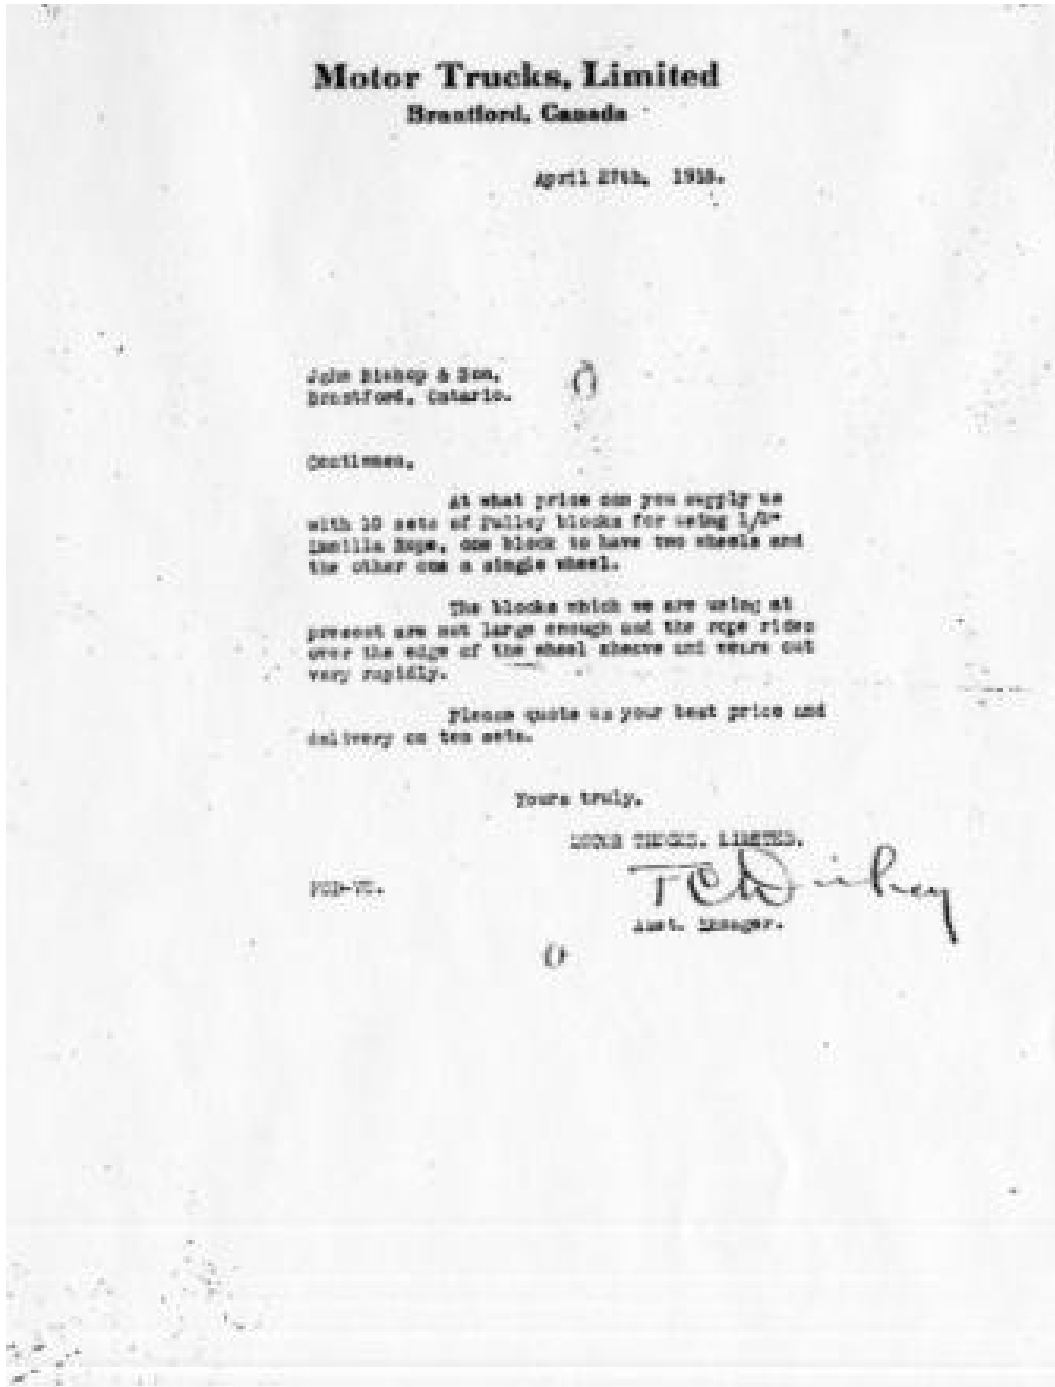 Motor Trucks, Limited
Brantford, Canada
April 27th, 
John Bishop & Son,
Brantford, Ontario.
Gentlemen,
At what price can you supply us
with 10 sets of Pulley blocks for using
Manilla Rope, one block to have two wheels and
the other one a single wheel.
The blocks which we are using at
present are not large enough and the rope rides
over the edge of the wheel sheave and wears out
very rapidly.
Please quote us your best price and
delivery on ten sets.
Yours truly,
MOTOR TRUCKS, LIMITED.
Asst. Manager.